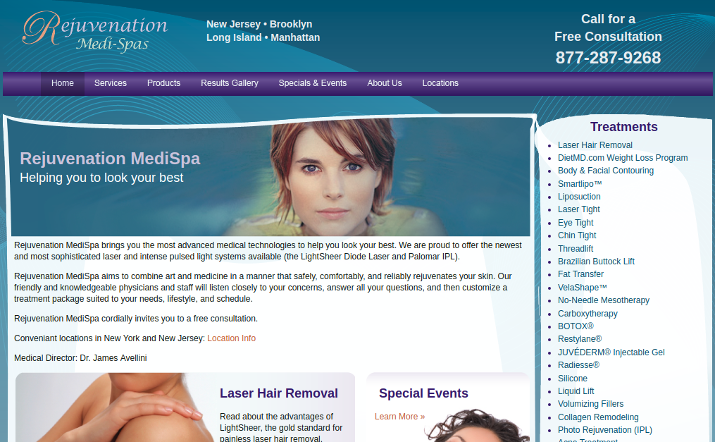 Rejuvenation
Medi-Spas
New Jersey • Brooklyn
Long Island • Manhattan
Call for a
Free Consultation
877-287-9268
Home Services Products Results Gallery Specials & Events About Us Locations
Rejuvenation MediSpa
Helping you to look your best
Rejuvenation MediSpa brings you the most advanced medical technologies to help you look your best. We are proud to offer the newest
and most sophisticated laser and intense pulsed light systems available (the LightSheer Diode Laser and Palomar IPL).
Rejuvenation MediSpa aims to combine art and medicine in a manner that safely, comfortably, and reliably rejuvenates your skin. Our
friendly and knowledgeable physicians and staff will listen closely to your concerns, answer all your questions, and then customize a
treatment package suited to your needs, lifestyle, and schedule.
Rejuvenation MediSpa cordially invites you to a free consultation.
Conveniant locations in New York and New Jersey: Location Info
Medical Director: Dr. James Avellini
Laser Hair Removal
Read about the advantages of
LightSheer, the gold standard for
painless laser hair removal.
Special Events
Learn More »
Treatments
Laser Hair Removal
DietMD.com Weight Loss Program
Body & Facial Contouring
Smartlipo™
Liposuction
Laser Tight
Eye Tight
Chin Tight
Threadlift
Brazilian Buttock Lift
Fat Transfer
VelaShape™
No-Needle Mesotherapy
Carboxytherapy
BOTOX®
Restylane®
JUVÉDERM® Injectable Gel
Radiesse®
Silicone
Liquid Lift
Volumizing Fillers
Collagen Remodeling
Photo Rejuvenation (IPL)
Acne Treatment